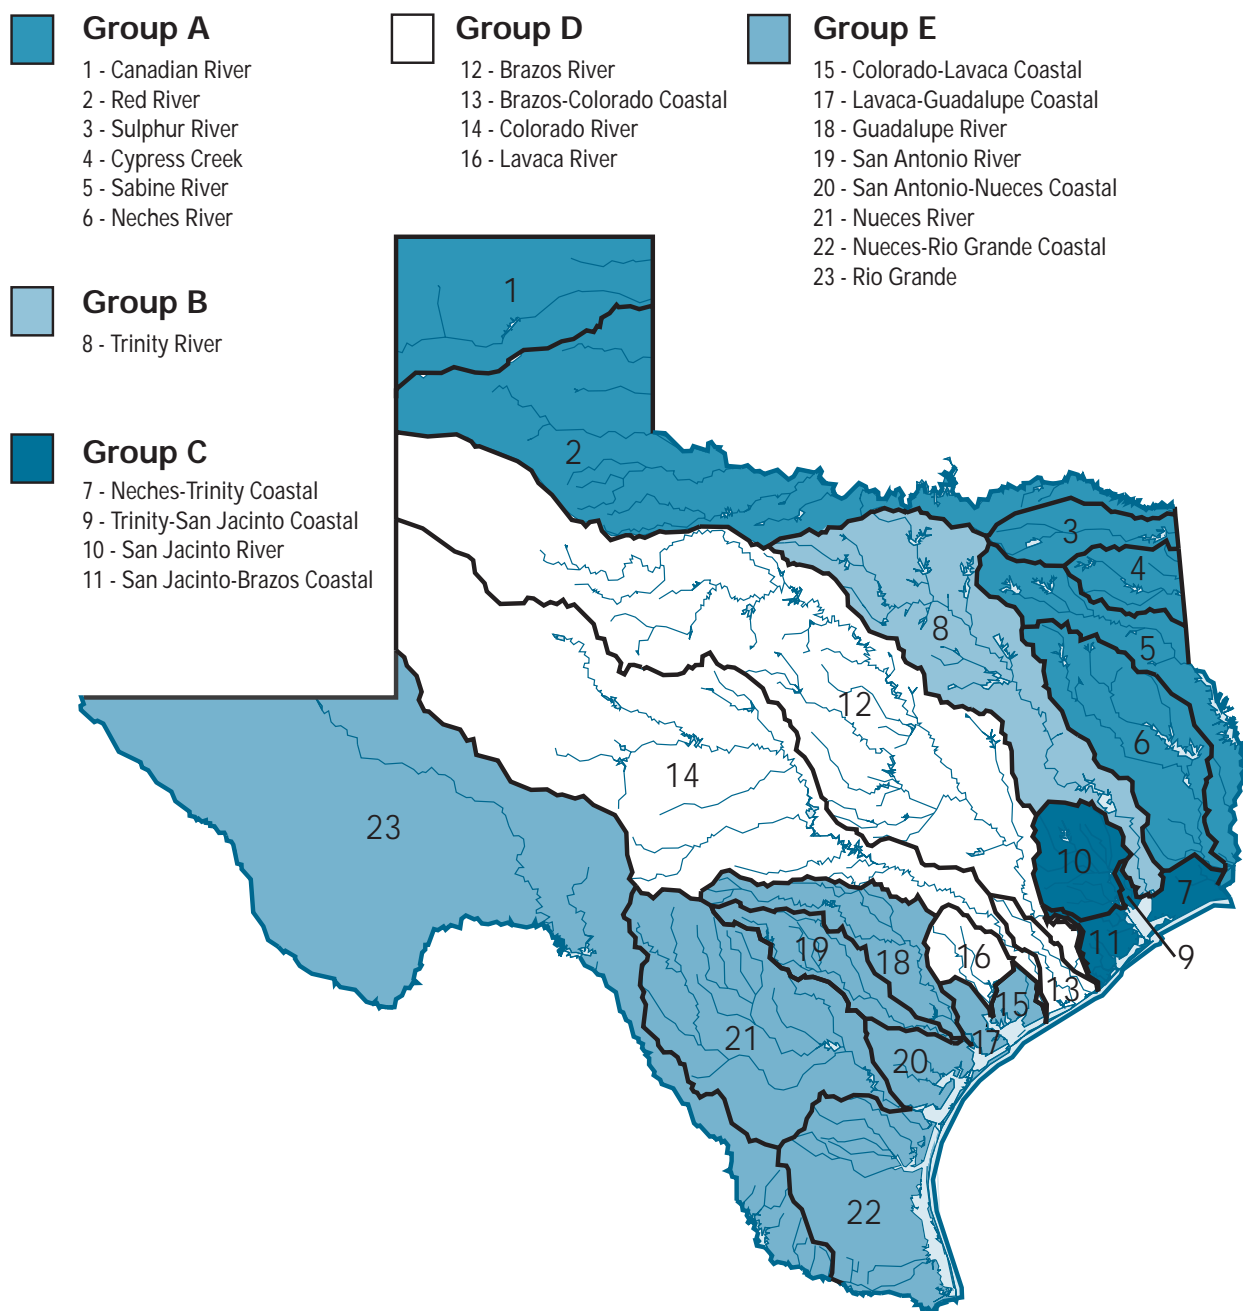 Group A
1 - Canadian River
2 - Red River
3 - Sulphur River
4 - Cypress Creek
5 - Sabine River
6 - Neches River
Group B
8 - Trinity River
Group C
7 - Neches-Trinity Coastal
9 - Trinity-San Jacinto Coastal
10 - San Jacinto River
11 - San Jacinto-Brazos Coastal
Group D
12 - Brazos River
13 - Brazos-Colorado Coastal
14 - Colorado River
16 - Lavaca River
Group E
15 - Colorado-Lavaca Coastal
17 - Lavaca-Guadalupe Coastal
18 - Guadalupe River
19 - San Antonio River
20 - San Antonio-Nueces Coastal
21 - Nueces River
22 - Nueces-Rio Grande Coastal
23 - Rio Grande
1
2
3
4
5
8
12
6
14
23
10
7
11
9
19
18
16
13
15
17
21
20
22